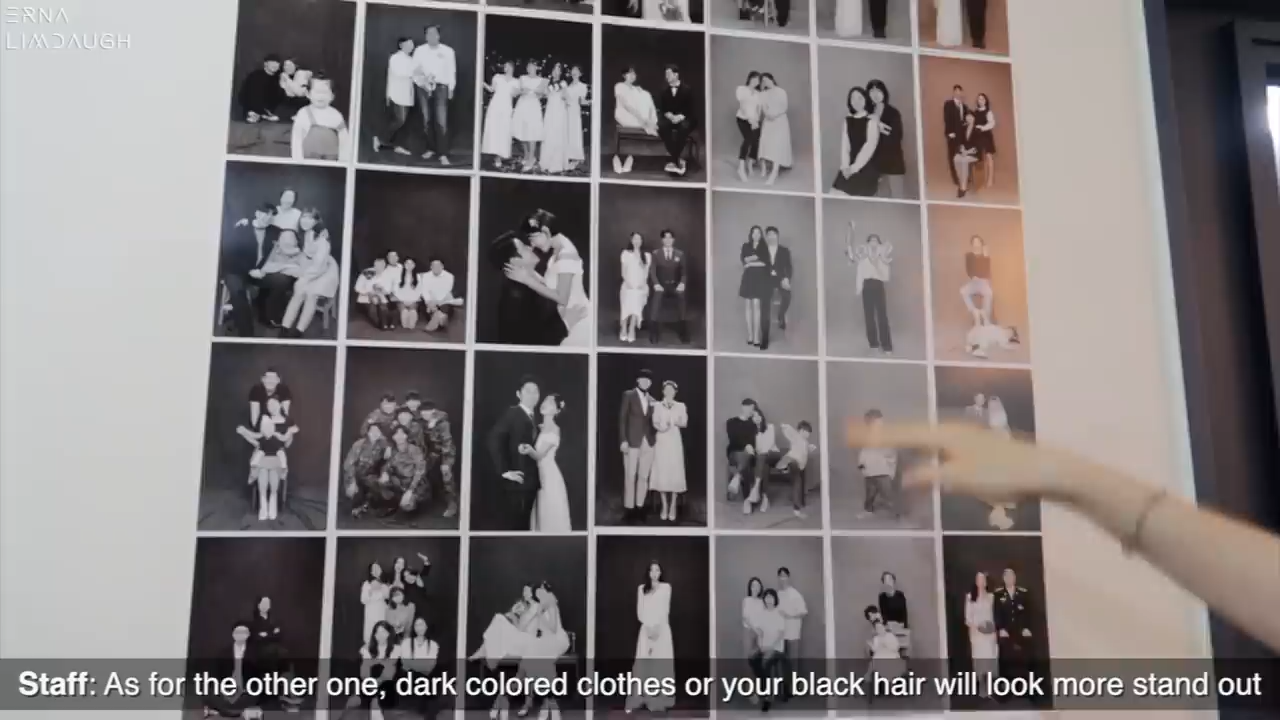 ERNA
LIMDAUGH
love
Staff: As for the other one, dark colored clothes or your black hair will look more stand out